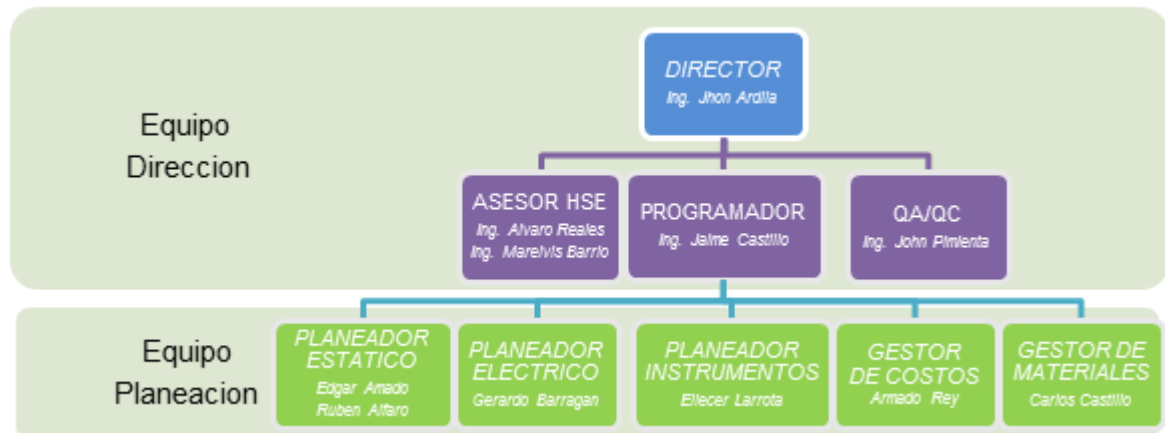 Equipo
Direccion
DIRECTOR
Ing. Jhon Ardila
ASESOR HSE
Ing. Alvaro Reales
Ing. Marelvis Barrio
PROGRAMADOR
Ing. Jaime Castillo
QA/QC
Ing. John Pimienta
Equipo
Planeacion
PLANEADOR
ESTATICO
Edgar Amado
Ruben Alfaro
PLANEADOR
ELECTRICO
Gerardo Barragan
PLANEADOR
INSTRUMENTOS
Eliecer Larrota
GESTOR
DE COSTOS
Armado Rey
GESTOR DE
MATERIALES
Carlos Castillo